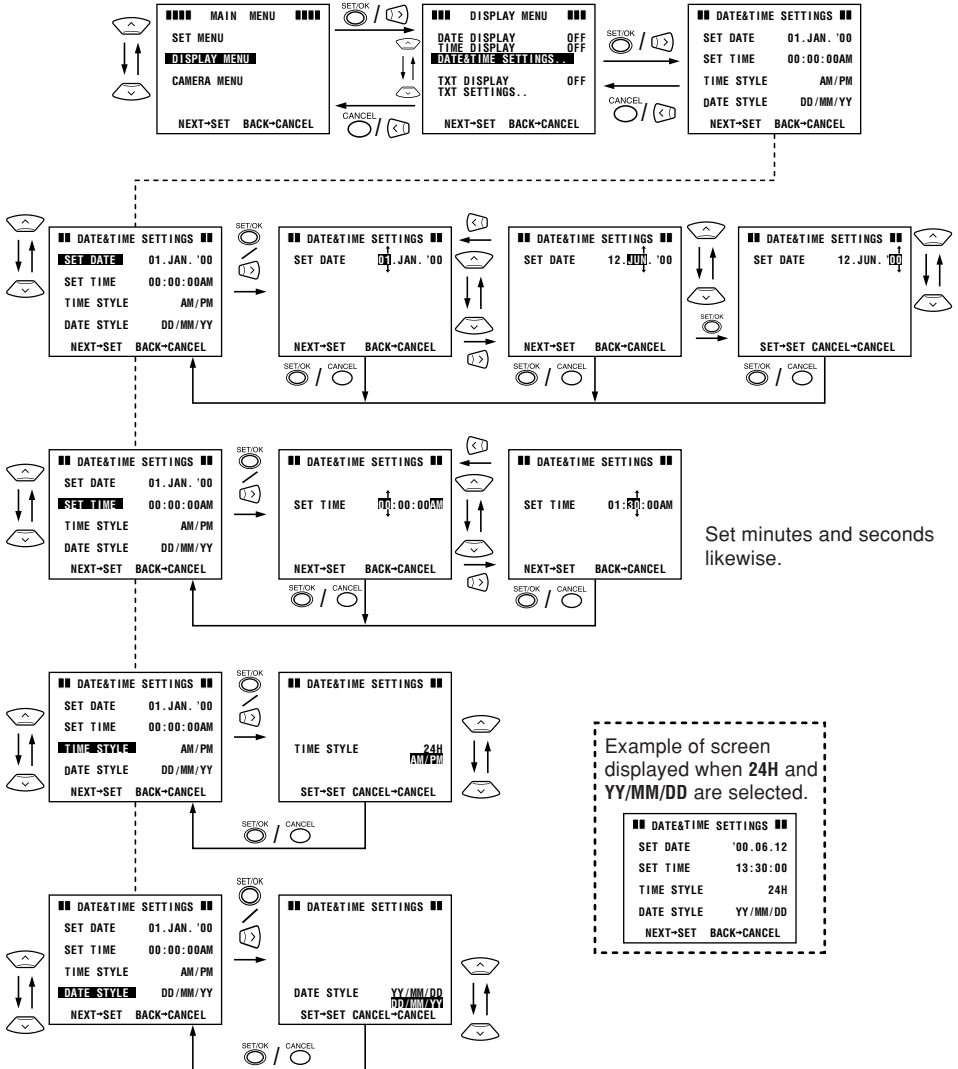 MAIN MENU
SET MENU
DISPLAY MENU
CAMERA MENU
NEXT→SET BACK→CANCEL
SET/OK
/
CANCEL
/
DISPLAY MENU
DATE DISPLAY OFF
TIME DISPLAY OFF
DATE&TIME SETTINGS..
TXT DISPLAY OFF
TXT SETTINGS..
NEXT→SET BACK→CANCEL
SET/OK
/
CANCEL
/
DATE&TIME SETTINGS
SET DATE 01.JAN. '00
SET TIME 00:00:00AM
TIME STYLE AM/PM
DATE STYLE DD/MM/YY
NEXT→SET BACK→CANCEL
DATE&TIME SETTINGS
SET DATE 01.JAN. '00
SET TIME 00:00:00AM
TIME STYLE AM/PM
DATE STYLE DD/MM/YY
NEXT→SET BACK→CANCEL
SET/OK
/
DATE&TIME SETTINGS
SET DATE 01.JAN. '00
NEXT→SET BACK→CANCEL
SET/OK / CANCEL
DATE&TIME SETTINGS
SET DATE 12.JUN. '00
NEXT→SET BACK→CANCEL
SET/OK / CANCEL
SET/OK
DATE&TIME SETTINGS
SET DATE 12.JUN. '00
SET→SET CANCEL→CANCEL
SET/OK / CANCEL
DATE&TIME SETTINGS
SET DATE 01.JAN. '00
SET TIME 00:00:00AM
TIME STYLE AM/PM
DATE STYLE DD/MM/YY
NEXT→SET BACK→CANCEL
SET/OK
/
DATE&TIME SETTINGS
SET TIME 00:00:00AM
NEXT→SET BACK→CANCEL
SET/OK / CANCEL
DATE&TIME SETTINGS
SET TIME 01:30:00AM
NEXT→SET BACK→CANCEL
SET/OK / CANCEL
Set minutes and seconds
likewise.
DATE&TIME SETTINGS
SET DATE 01.JAN. '00
SET TIME 00:00:00AM
TIME STYLE AM/PM
DATE STYLE DD/MM/YY
NEXT→SET BACK→CANCEL
SET/OK
/
DATE&TIME SETTINGS
TIME STYLE 24H
AM/PM
SET→SET CANCEL→CANCEL
SET/OK / CANCEL
Example of screen
displayed when 24H and
YY/MM/DD are selected.
DATE&TIME SETTINGS
SET DATE '00.06.12
SET TIME 13:30:00
TIME STYLE 24H
DATE STYLE YY/MM/DD
NEXT→SET BACK→CANCEL
DATE&TIME SETTINGS
SET DATE 01.JAN. '00
SET TIME 00:00:00AM
TIME STYLE AM/PM
DATE STYLE DD/MM/YY
NEXT→SET BACK→CANCEL
SET/OK
/
DATE&TIME SETTINGS
DATE STYLE YY/MM/DD
DD/MM/YY
SET→SET CANCEL→CANCEL
SET/OK / CANCEL